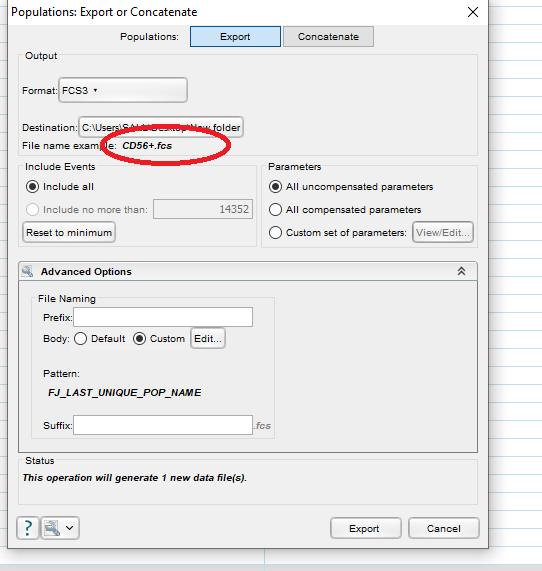 Populations: Export or Concatenate
Populations: Export Concatenate
Output
Format: FCS3
Destination: C:\Users\ folder
File name example: CD56+.fcs
Include Events
Include all
Include no more than: 14352
Reset to minimum
Parameters
All uncompensated parameters
All compensated parameters
Custom set of parameters: View/Edit...
Advanced Options
File Naming
Prefix:
Body: Default Custom Edit...
Pattern:
FJ_LAST_UNIQUE_POP_NAME
Suffix: .fcs
Status
This operation will generate 1 new data file(s).
? Export Cancel